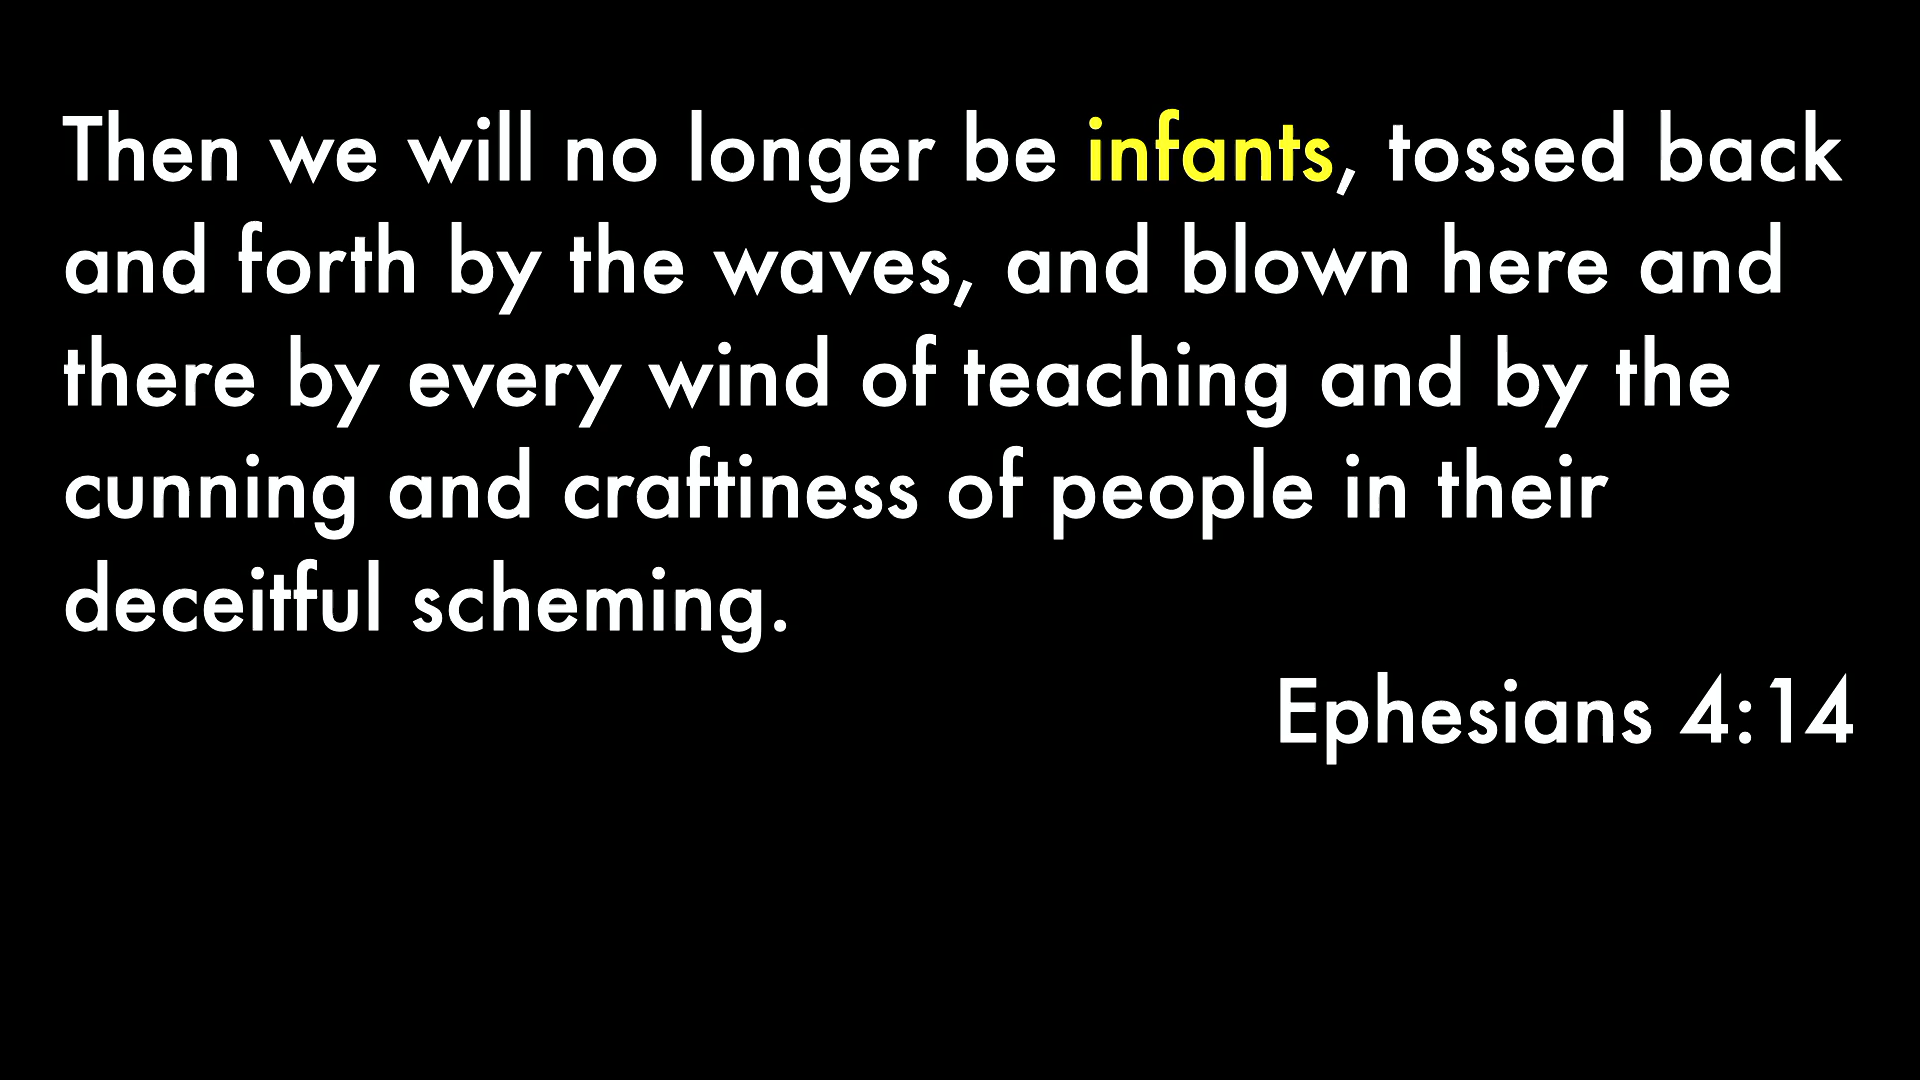 Then we will no longer be infants, tossed back
and forth by the waves, and blown here and
there by every wind of teaching and by the
cunning and craftiness of people in their
deceitful scheming.
Ephesians 4:14